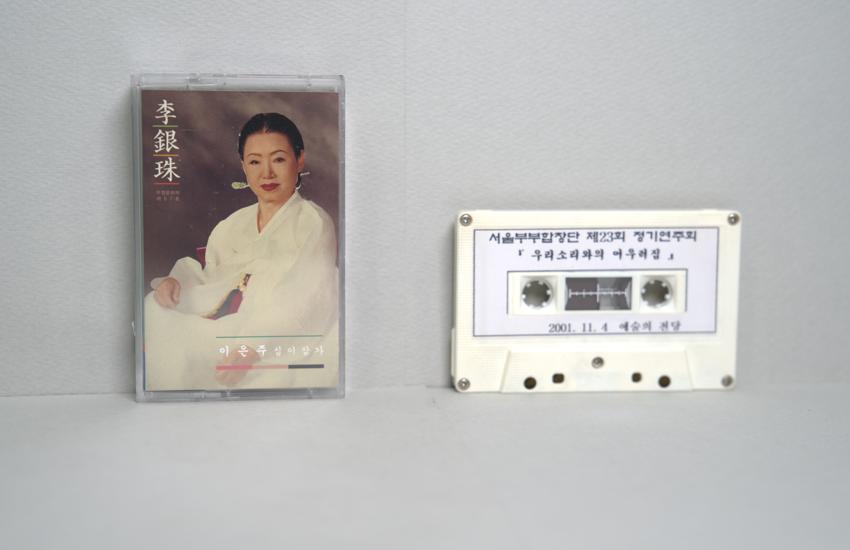 李
銀
珠
이 은 주 십이잡가
서울부부합창단 제23회 정기연주회
『 우리소리와의 어우러짐 』
2001. 11. 4 예술의 전당